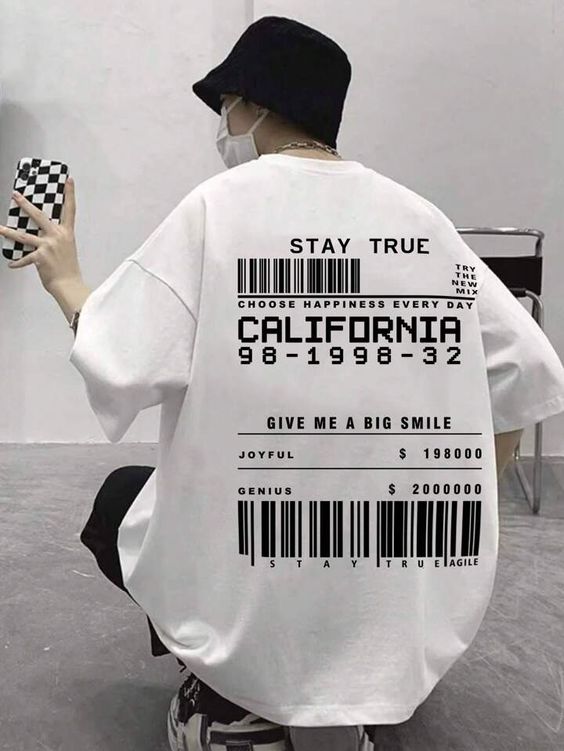 STAY TRUE
TRY
THE
NEW
MIX
CHOOSE HAPPINESS EVERY DAY
CALIFORNIA
98-1998-32
GIVE ME A BIG SMILE
JOYFUL $ 198000
GENIUS $ 2000000
STAY TRUE AGILE